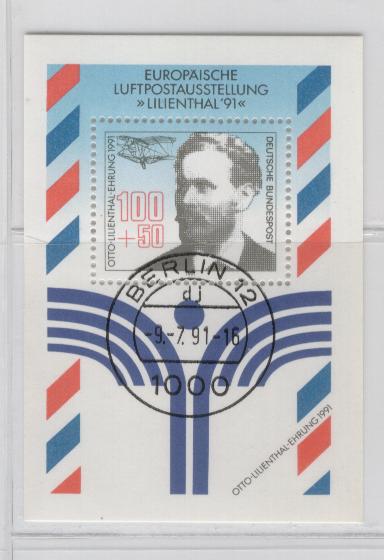 EUROPÄISCHE
LUFTPOSTAUSSTELLUNG
»LILIENTHAL'91«
OTTO-LILIENTHAL-EHRUNG 1991
100
+50
DEUTSCHE BUNDESPOST
BERLIN 12
dj
-9.-7.91-16
1000
OTTO-LILIENTHAL-EHRUNG 1991